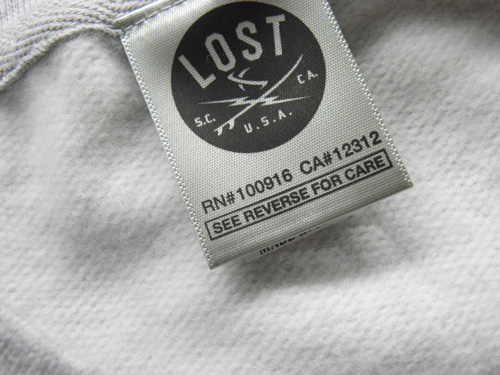 LOST
S.C. CA.
U.S.A.
RN#100916 CA#12312
SEE REVERSE FOR CARE